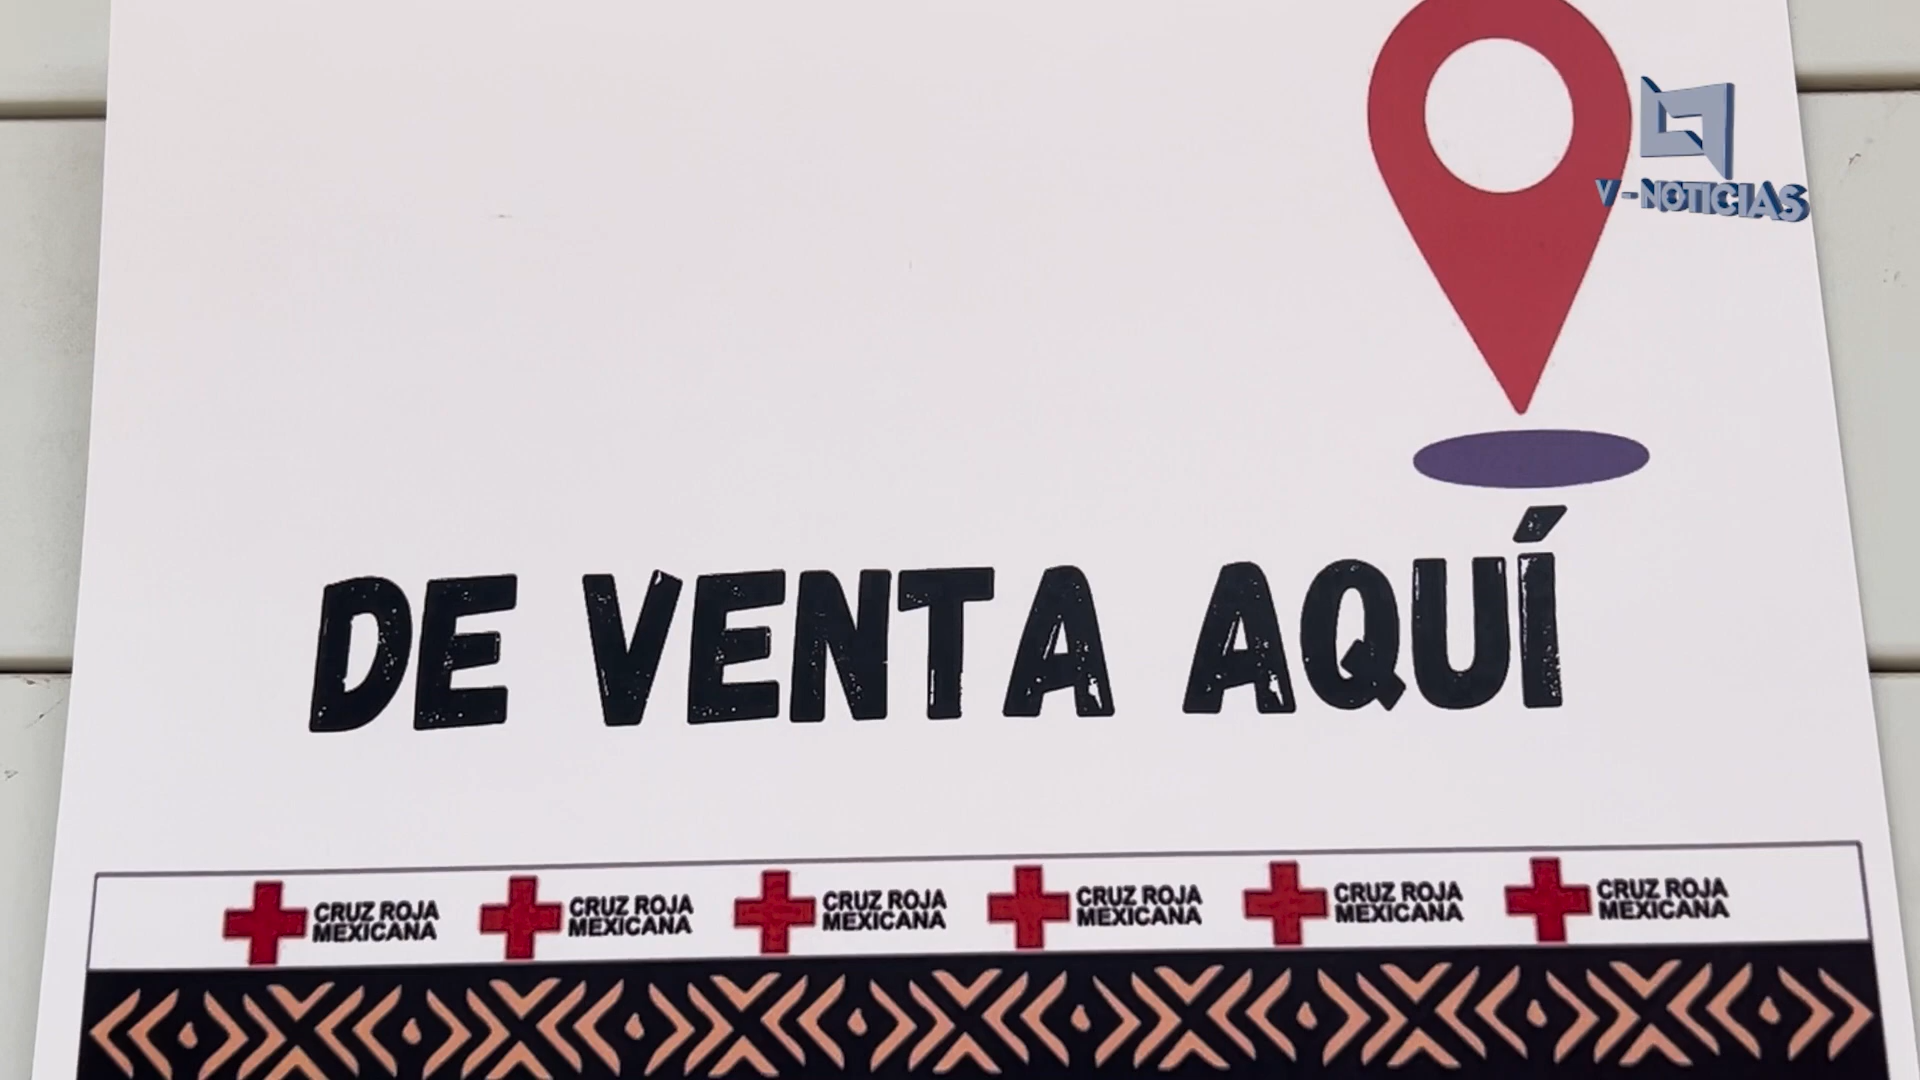 V-NOTICIAS
DE VENTA AQUÍ
CRUZ ROJA
MEXICANA
CRUZ ROJA
MEXICANA
CRUZ ROJA
MEXICANA
CRUZ ROJA
MEXICANA
CRUZ ROJA
MEXICANA
CRUZ ROJA
MEXICANA